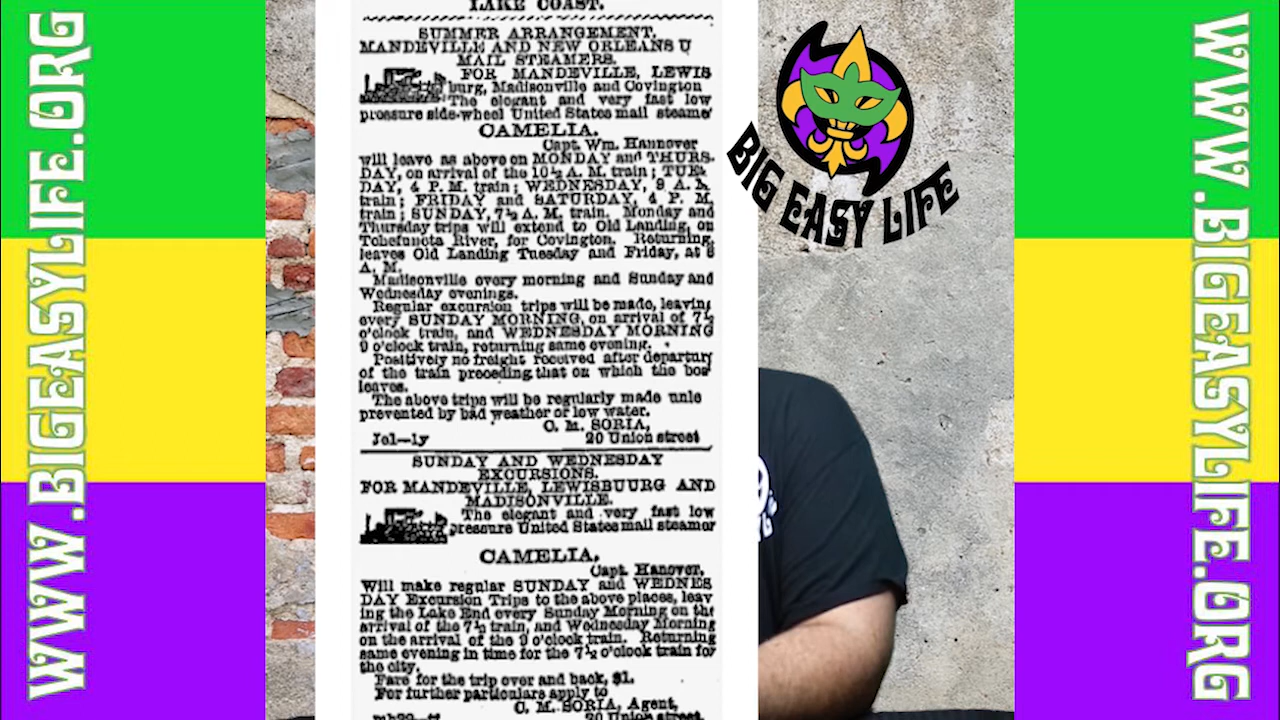 WWW.BIGEASYLIFE.ORG
LAKE COAST.
SUMMER ARRANGEMENT.
MANDEVILLE AND NEW ORLEANS U
MAIL STEAMERS.
FOR MANDEVILLE, LEWIS
burg, Madisonville and Covington
The elegant and very fast low
pressure side-wheel United States mail steamer
CAMELIA.
Capt. Wm. Hannover
will leave as above on MONDAY and THURS-
DAY, on arrival of the 10½ A. M. train; TUES
DAY, 4 P. M. train; WEDNESDAY, 9 A. M.
train; FRIDAY and SATURDAY, 4 P. M.
train; SUNDAY, 7½ A. M. train. Monday and
Thursday trips will extend to Old Landing, on
Tchefuncta River, for Covington. Returning,
leaves Old Landing Tuesday and Friday, at 8
A. M.
Madisonville every morning and Sunday and
Wednesday evenings.
Regular excursion trips will be made, leaving
every SUNDAY MORNING, on arrival of 7½
o'clock train, and WEDNESDAY MORNING
9 o'clock train, returning same evening.
Positively no freight received after departur
of the train preceding that on which the boa
leaves.
The above trips will be regularly made unle
prevented by bad weather or low water.
C. M. SORIA,
Je1—1y 20 Union street
SUNDAY AND WEDNESDAY
EXCURSIONS.
FOR MANDEVILLE, LEWISBUURG AND
MADISONVILLE.
The elegant and very fast low
pressure United States mail steamer
CAMELIA,
Capt. Hanover,
Will make regular SUNDAY and WEDNES
DAY Excursion Trips to the above places, leav
ing the Lake End every Sunday Morning on the
arrival of the 7½ train, and Wednesday Morning
on the arrival of the 9 o'clock train. Returning
same evening in time for the 7½ o'clock train for
the city.
Fare for the trip over and back, $1.
For further particulars apply to
C. M. SORIA, Agent,
20 Union street.
BIG EASY LIFE
WWW.BIGEASYLIFE.ORG